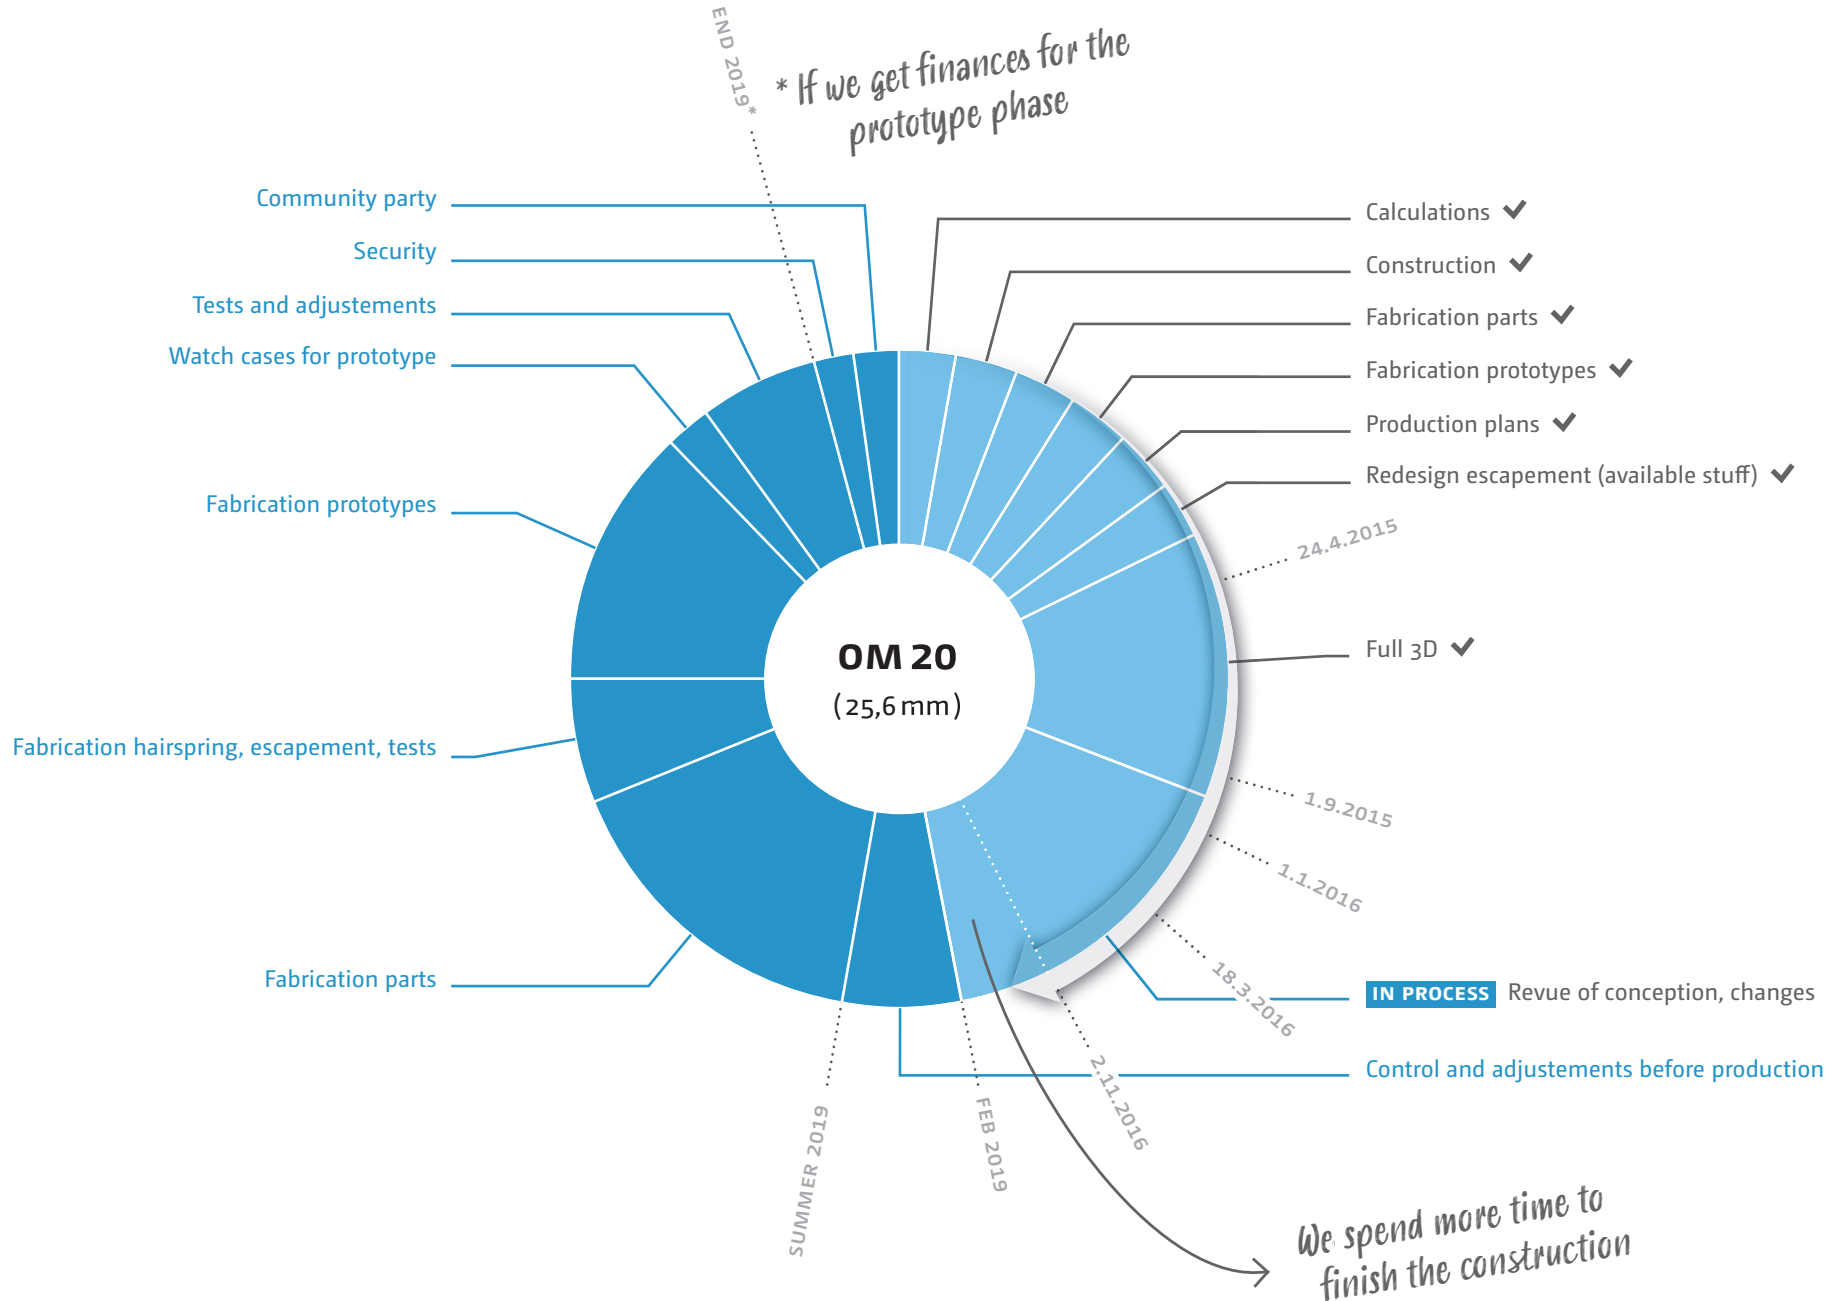 END 2019*
* If we get finances for the
prototype phase
Community party
Security
Tests and adjustements
Watch cases for prototype
Fabrication prototypes
Fabrication hairspring, escapement, tests
Fabrication parts
Calculations
Construction
Fabrication parts
Fabrication prototypes
Production plans
Redesign escapement (available stuff)
24.4.2015
Full 3D
OM 20
(25,6 mm)
1.9.2015
1.1.2016
18.3.2016
IN PROCESS Revue of conception, changes
2.11.2016
Control and adjustements before production
FEB 2019
SUMMER 2019
We spend more time to
finish the construction